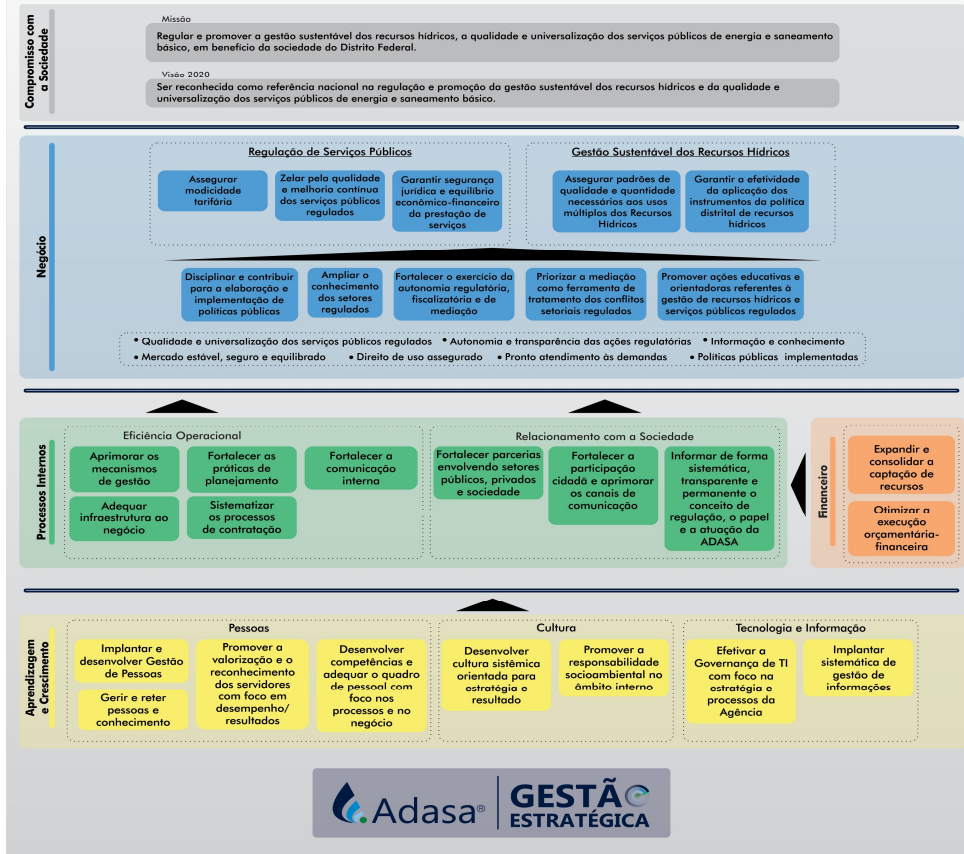 Compromisso com
a Sociedade
Missão
Regular e promover a gestão sustentável dos recursos hídricos, a qualidade e universalização dos serviços públicos de energia e saneamento
básico, em benefício da sociedade do Distrito Federal.
Visão 2020
Ser reconhecida como referência nacional na regulação e promoção da gestão sustentável dos recursos hídricos e da qualidade e
universalização dos serviços públicos de energia e saneamento básico.
Negócio
Regulação de Serviços Públicos
Assegurar
modicidade
tarifária
Zelar pela qualidade
e melhoria contínua
dos serviços públicos
regulados
Garantir segurança
jurídica e equilíbrio
econômico-financeiro
da prestação de
serviços
Gestão Sustentável dos Recursos Hídricos
Assegurar padrões de
qualidade e quantidade
necessários aos usos
múltiplos dos Recursos
Hídricos
Garantir a efetividade
da aplicação dos
instrumentos da política
distrital de recursos
hídricos
Disciplinar e contribuir
para a elaboração e
implementação de
políticas públicas
Ampliar o
conhecimento
dos setores
regulados
Fortalecer o exercício da
autonomia regulatória,
fiscalizatória e de
mediação
Priorizar a mediação
como ferramenta de
tratamento dos conflitos
setoriais regulados
Promover ações educativas e
orientadoras referentes à
gestão de recursos hídricos e
serviços públicos regulados
• Qualidade e universalização dos serviços públicos regulados • Autonomia e transparência das ações regulatórias • Informação e conhecimento
• Mercado estável, seguro e equilibrado • Direito de uso assegurado • Pronto atendimento às demandas • Políticas públicas implementadas
Processos Internos
Eficiência Operacional
Aprimorar os
mecanismos
de gestão
Fortalecer as
práticas de
planejamento
Fortalecer a
comunicação
interna
Adequar
infraestrutura ao
negócio
Sistematizar
os processos
de contratação
Relacionamento com a Sociedade
Fortalecer parcerias
envolvendo setores
públicos, privados
e sociedade
Fortalecer a
participação
cidadã e aprimorar
os canais de
comunicação
Informar de forma
sistemática,
transparente e
permanente o
conceito de
regulação, o papel
e a atuação da
ADASA
Financeiro
Expandir e
consolidar a
captação de
recursos
Otimizar a
execução
orçamentária-
financeira
Aprendizagem
e Crescimento
Pessoas
Implantar e
desenvolver Gestão
de Pessoas
Gerir e reter
pessoas e
conhecimento
Promover a
valorização e o
reconhecimento
dos servidores
com foco em
desempenho/
resultados
Desenvolver
competências e
adequar o quadro
de pessoal com
foco nos
processos e no
negócio
Cultura
Desenvolver
cultura sistêmica
orientada para
estratégia e
resultado
Promover a
responsabilidade
socioambiental no
âmbito interno
Tecnologia e Informação
Efetivar a
Governança de TI
com foco na
estratégia e
processos da
Agência
Implantar
sistemática de
gestão de
informações
Adasa®
GESTÃO
ESTRATÉGICA